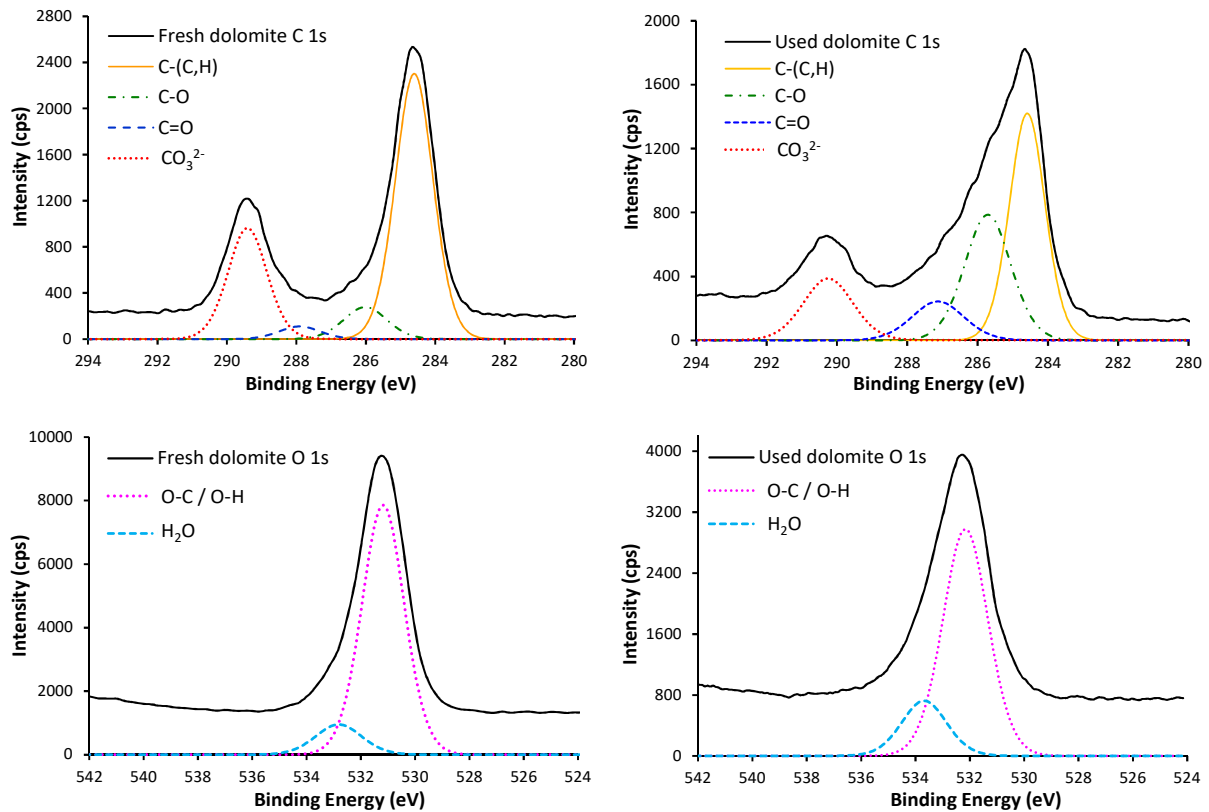 2800
2400
2000
1600
1200
800
400
0
Intensity (cps)
Fresh dolomite C 1s
C-(C,H)
C-O
C=O
CO₃²⁻
294 292 290 288 286 284 282 280
Binding Energy (eV)
2000
1600
1200
800
400
0
Intensity (cps)
Used dolomite C 1s
C-(C,H)
C-O
C=O
CO₃²⁻
294 292 290 288 286 284 282 280
Binding Energy (eV)
10000
8000
6000
4000
2000
0
Intensity (cps)
Fresh dolomite O 1s
O-C / O-H
H₂O
542 540 538 536 534 532 530 528 526 524
Binding Energy (eV)
4000
3200
2400
1600
800
0
Intensity (cps)
Used dolomite O 1s
O-C / O-H
H₂O
542 540 538 536 534 532 530 528 526 524
Binding Energy (eV)